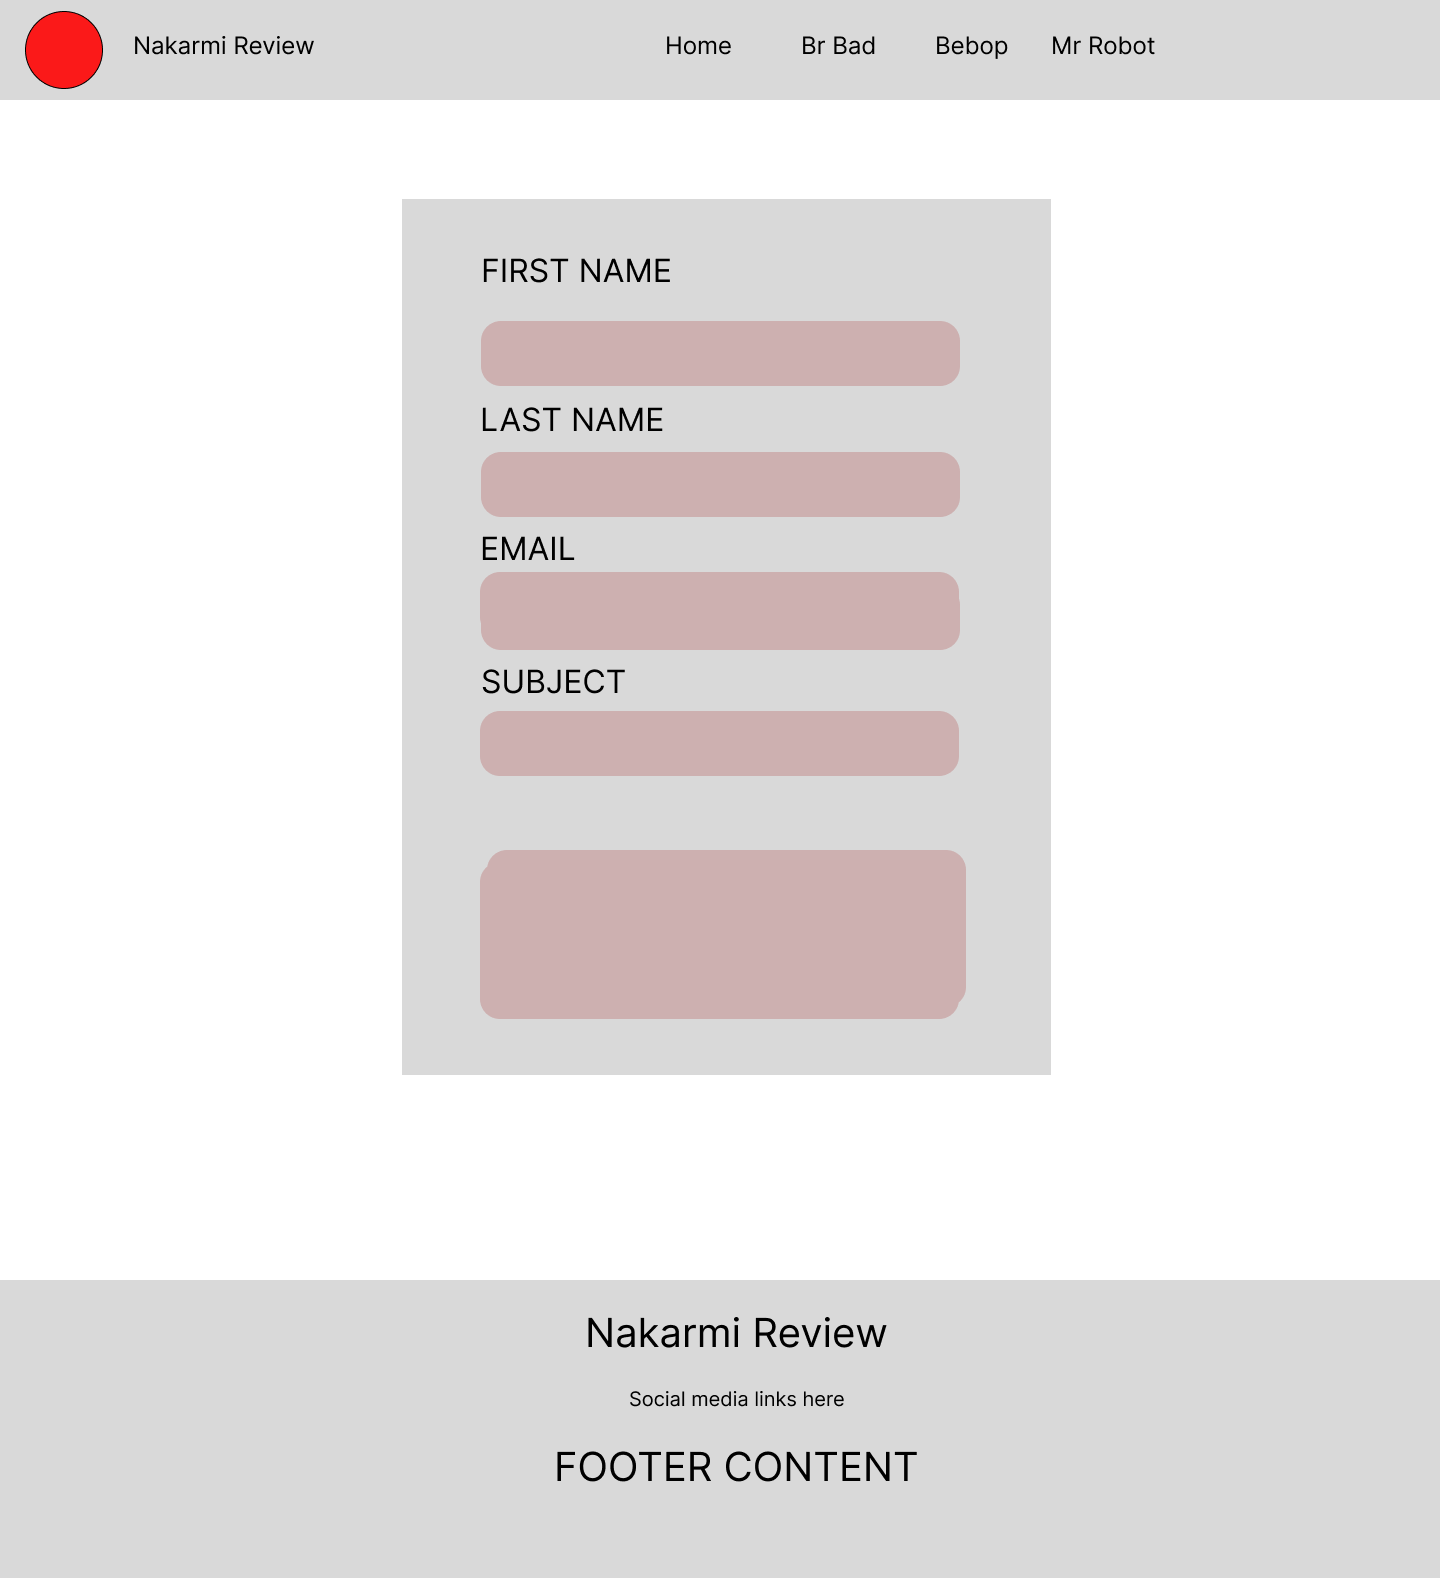 Nakarmi Review Home Br Bad Bebop Mr Robot
FIRST NAME
LAST NAME
EMAIL
SUBJECT
Nakarmi Review
Social media links here
FOOTER CONTENT